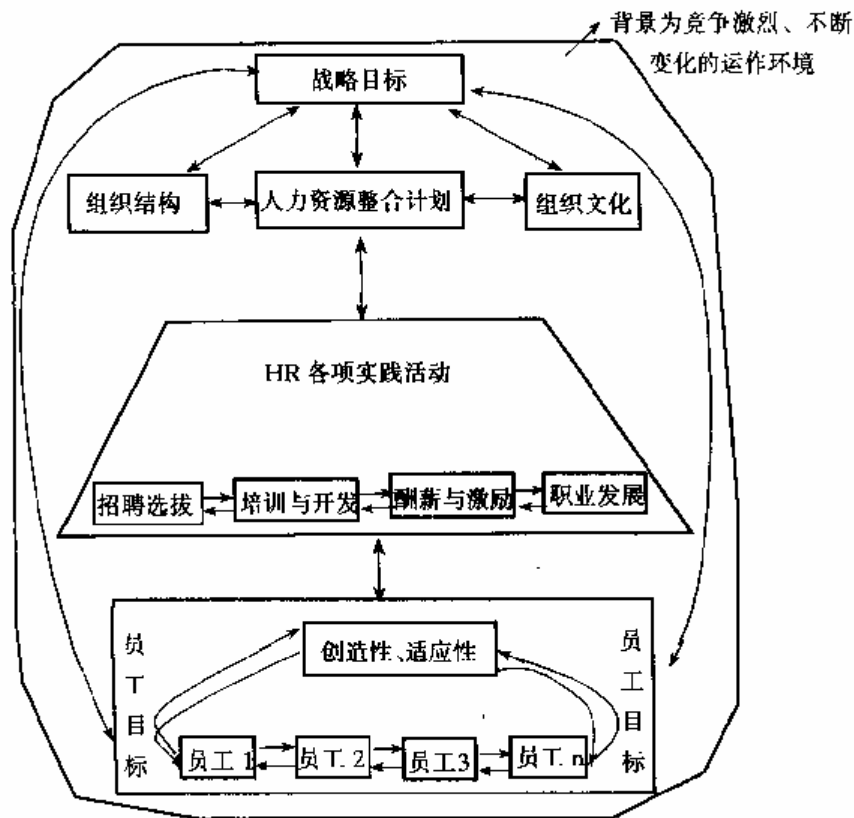 背景为竞争激烈、不断
变化的运作环境
战略目标
组织结构
人力资源整合计划
组织文化
HR 各项实践活动
招聘选拔
培训与开发
酬薪与激励
职业发展
员工目标
创造性、适应性
员工目标
员工1
员工2
员工3
员工n